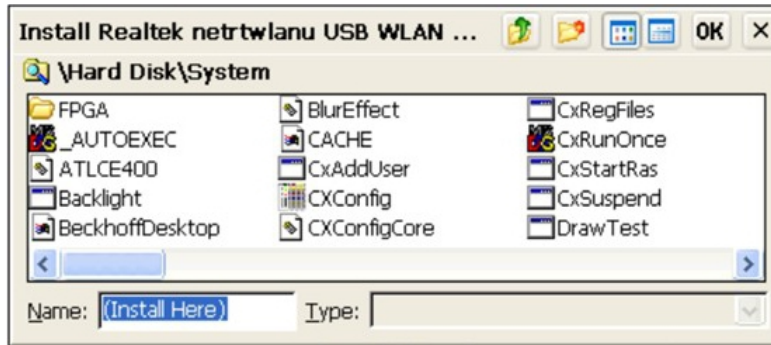 Install Realtek netrtwlanu USB WLAN ... OK
\Hard Disk\System
FPGA BlurEffect CxRegFiles
_AUTOEXEC CACHE CxRunOnce
ATLCE400 CxAddUser CxStartRas
Backlight CXConfig CxSuspend
BeckhoffDesktop CXConfigCore DrawTest
Name: (Install Here) Type: